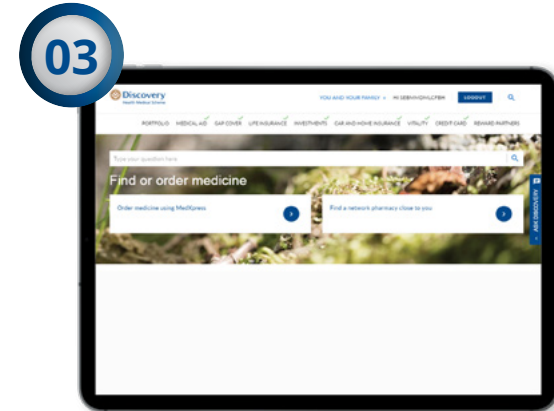 03
Discovery
Health Medical Scheme
YOU AND YOUR FAMILY
LOGOUT
PORTFOLIO MEDICAL AID GAP COVER LIFE INSURANCE INVESTMENTS CAR AND HOME INSURANCE VITALITY CREDIT CARD REWARD PARTNERS
Type your question here
Find or order medicine
Order medicine using MedXpress
Find a network pharmacy close to you
ASK DISCOVERY